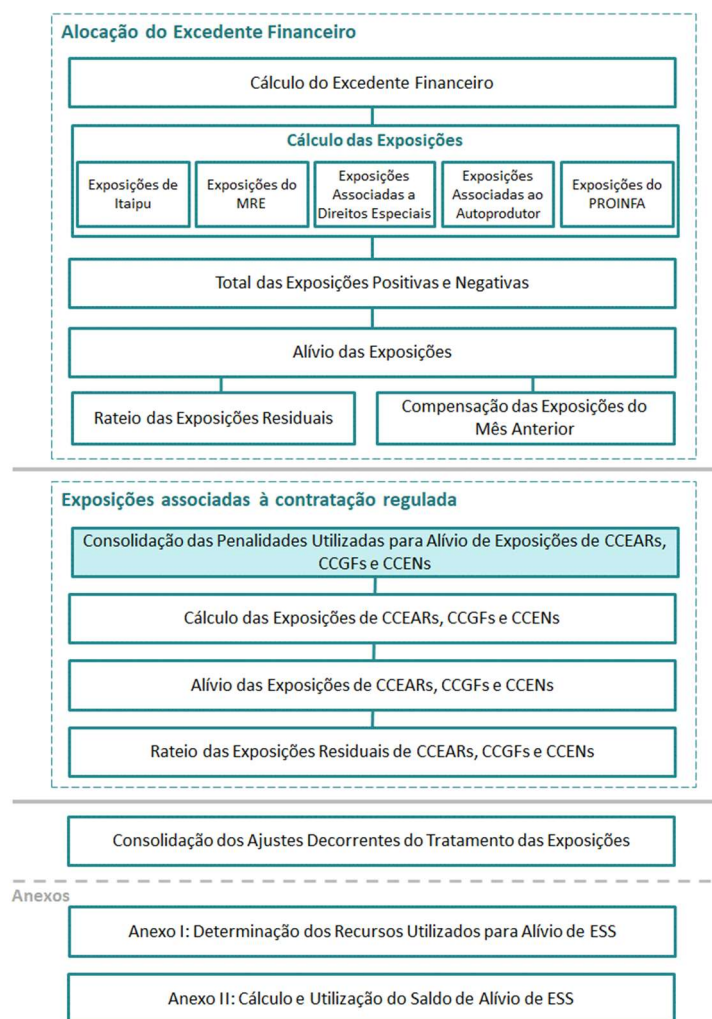 Alocação do Excedente Financeiro
Cálculo do Excedente Financeiro
Cálculo das Exposições
Exposições de
Itaipu
Exposições do
MRE
Exposições
Associadas a
Direitos Especiais
Exposições
Associadas ao
Autoprodutor
Exposições do
PROINFA
Total das Exposições Positivas e Negativas
Alívio das Exposições
Rateio das Exposições Residuais
Compensação das Exposições do
Mês Anterior
Exposições associadas à contratação regulada
Consolidação das Penalidades Utilizadas para Alívio de Exposições de CCEARs,
CCGFs e CCENs
Cálculo das Exposições de CCEARs, CCGFs e CCENs
Alívio das Exposições de CCEARs, CCGFs e CCENs
Rateio das Exposições Residuais de CCEARs, CCGFs e CCENs
Consolidação dos Ajustes Decorrentes do Tratamento das Exposições
Anexos
Anexo I: Determinação dos Recursos Utilizados para Alívio de ESS
Anexo II: Cálculo e Utilização do Saldo de Alívio de ESS